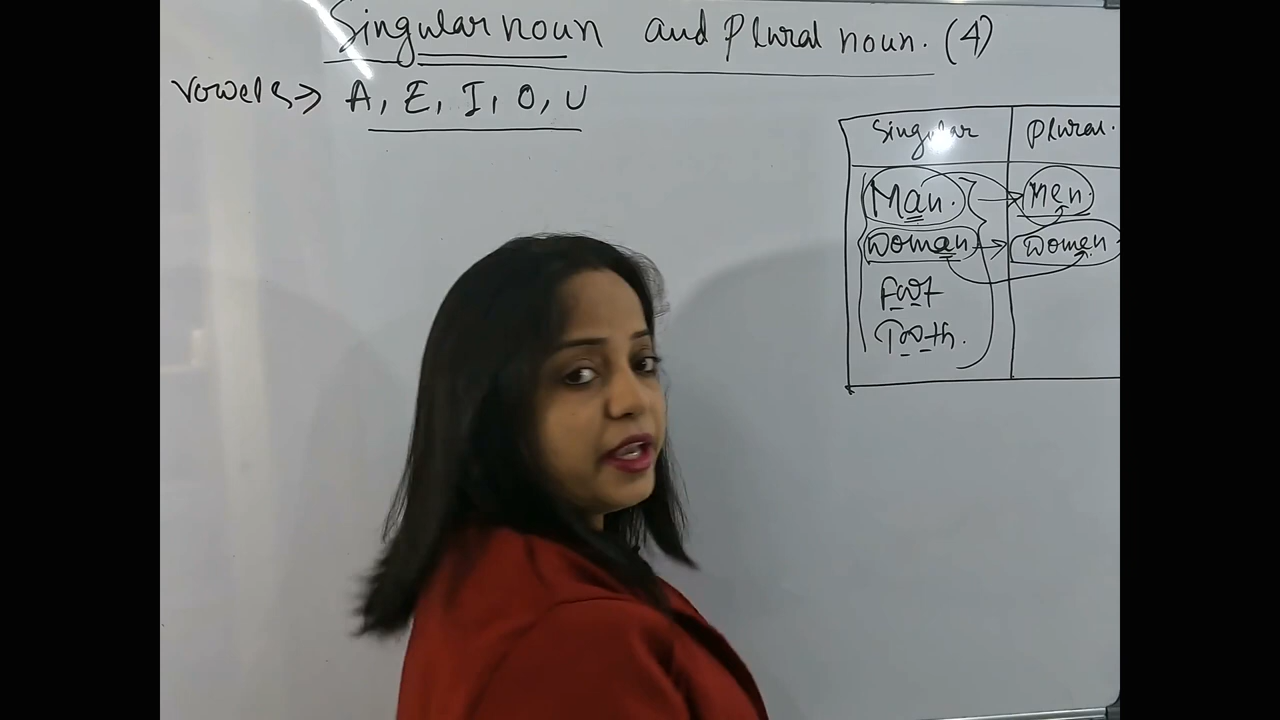 Singular noun and Plural noun. (4)
Vowels → A, E, I, O, U
Singular Plural.
Man. Men.
Woman Women
Foot
Tooth.